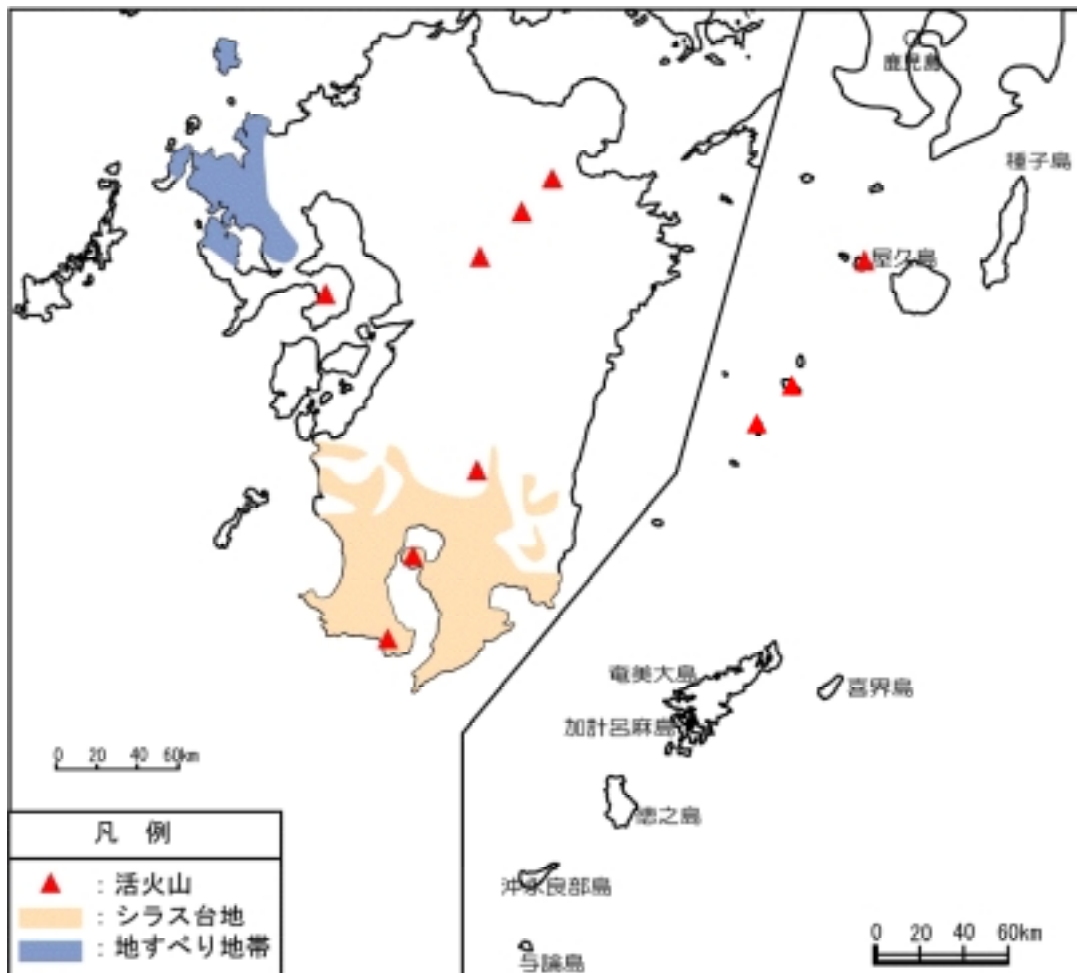 鹿児島
種子島
屋久島
奄美大島
喜界島
加計呂麻島
徳之島
沖永良部島
与論島
0 20 40 60km
凡 例
：活火山
：シラス台地
：地すべり地帯
0 20 40 60km